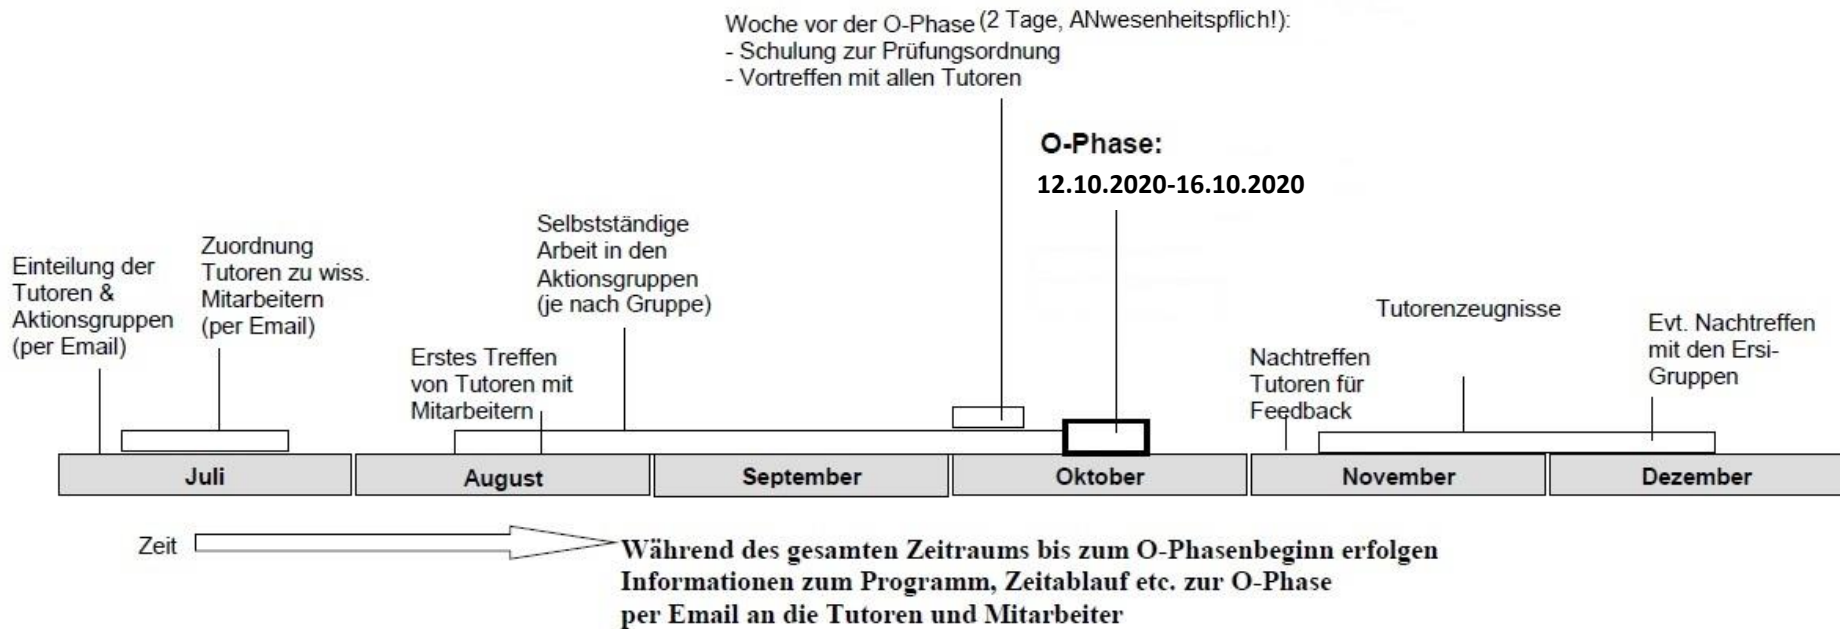 Woche vor der O-Phase (2 Tage, ANwesenheitspflich!):
- Schulung zur Prüfungsordnung
- Vortreffen mit allen Tutoren
O-Phase:
12.10.2020-16.10.2020
Einteilung der
Tutoren &
Aktionsgruppen
(per Email)
Zuordnung
Tutoren zu wiss.
Mitarbeitern
(per Email)
Erstes Treffen
von Tutoren mit
Mitarbeitern
Selbstständige
Arbeit in den
Aktionsgruppen
(je nach Gruppe)
Nachtreffen
Tutoren für
Feedback
Tutorenzeugnisse
Evt. Nachtreffen
mit den Ersi-
Gruppen
Juli August September Oktober November Dezember
Zeit
Während des gesamten Zeitraums bis zum O-Phasenbeginn erfolgen
Informationen zum Programm, Zeitablauf etc. zur O-Phase
per Email an die Tutoren und Mitarbeiter